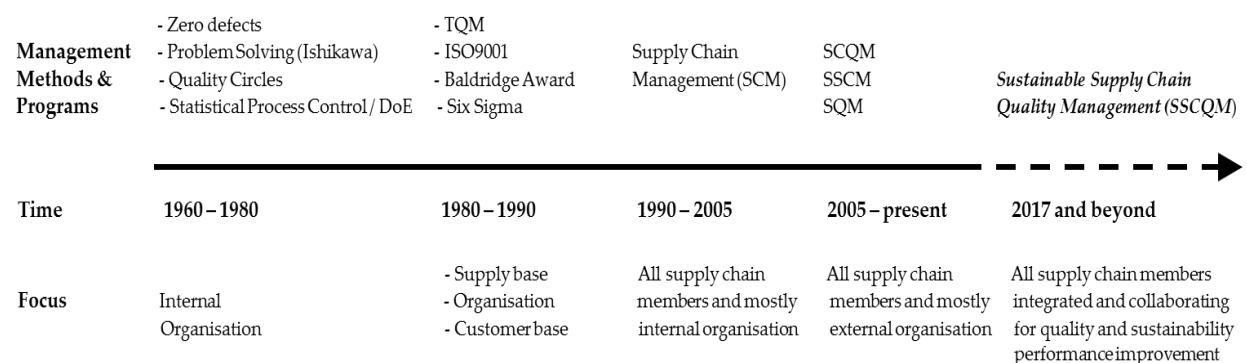 - Zero defects
- TQM
Management
- Problem Solving (Ishikawa)
- ISO9001
Supply Chain
SCQM
Methods &
- Quality Circles
- Baldridge Award
Management (SCM)
SSCM
Sustainable Supply Chain
Programs
- Statistical Process Control / DoE
- Six Sigma
SQM
Quality Management (SSCQM)
Time
1960 – 1980
1980 – 1990
1990 – 2005
2005 – present
2017 and beyond
- Supply base
All supply chain
All supply chain
All supply chain members
Focus
Internal
- Organisation
members and mostly
members and mostly
integrated and collaborating
Organisation
- Customer base
internal organisation
external organisation
for quality and sustainability
performance improvement